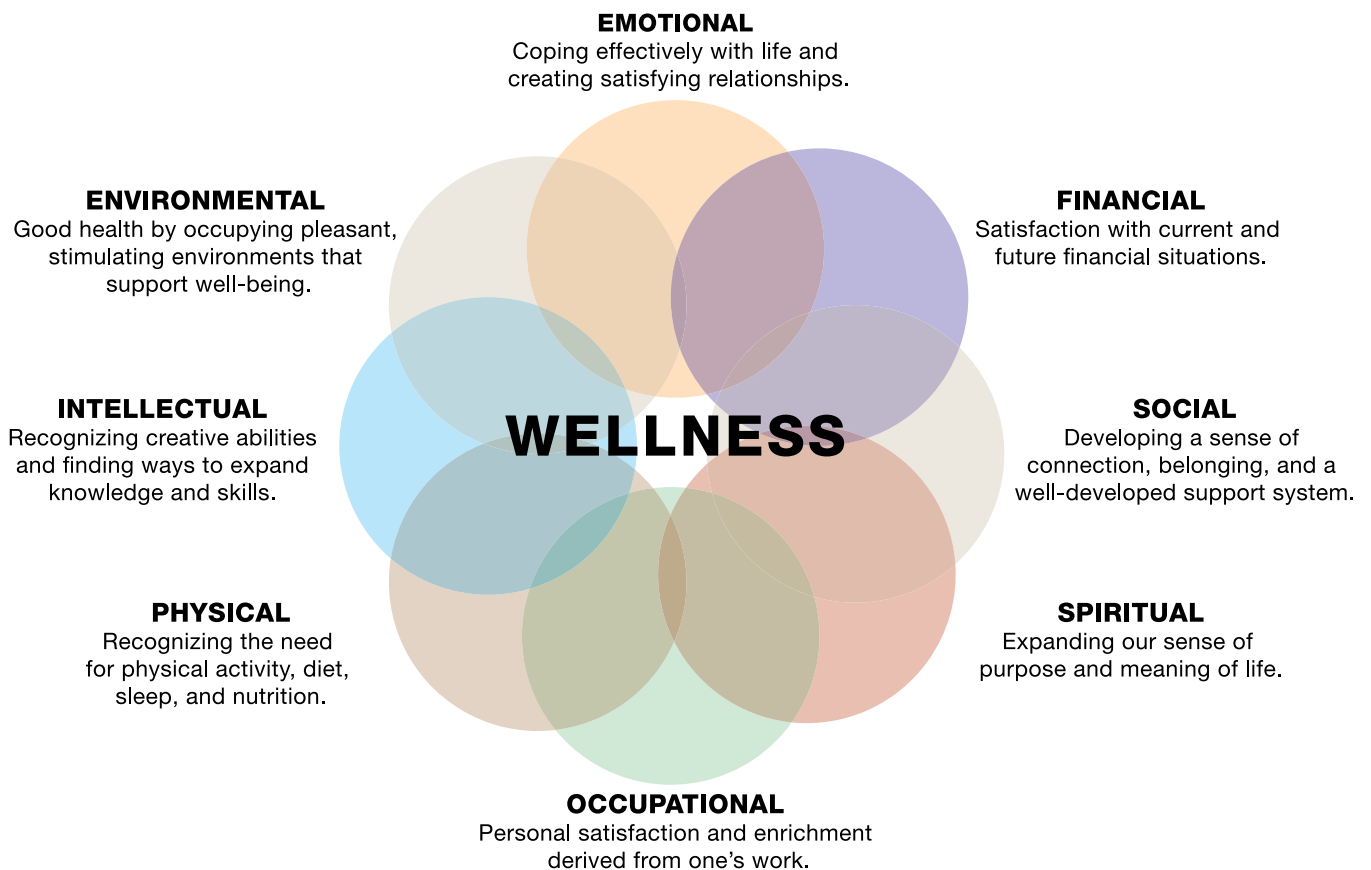 EMOTIONAL
Coping effectively with life and
creating satisfying relationships.
ENVIRONMENTAL
Good health by occupying pleasant,
stimulating environments that
support well-being.
FINANCIAL
Satisfaction with current and
future financial situations.
INTELLECTUAL
Recognizing creative abilities
and finding ways to expand
knowledge and skills.
WELLNESS
SOCIAL
Developing a sense of
connection, belonging, and a
well-developed support system.
PHYSICAL
Recognizing the need
for physical activity, diet,
sleep, and nutrition.
SPIRITUAL
Expanding our sense of
purpose and meaning of life.
OCCUPATIONAL
Personal satisfaction and enrichment
derived from one’s work.